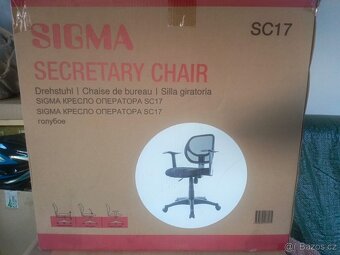 SIGMA
SC17
SECRETARY CHAIR
Drehstuhl | Chaise de bureau | Silla giratoria
SIGMA КРЕСЛО ОПЕРАТОРА SC17
SIGMA КРЕСЛО ОПЕРАТОРА SC17
голубое
Bazos.cz